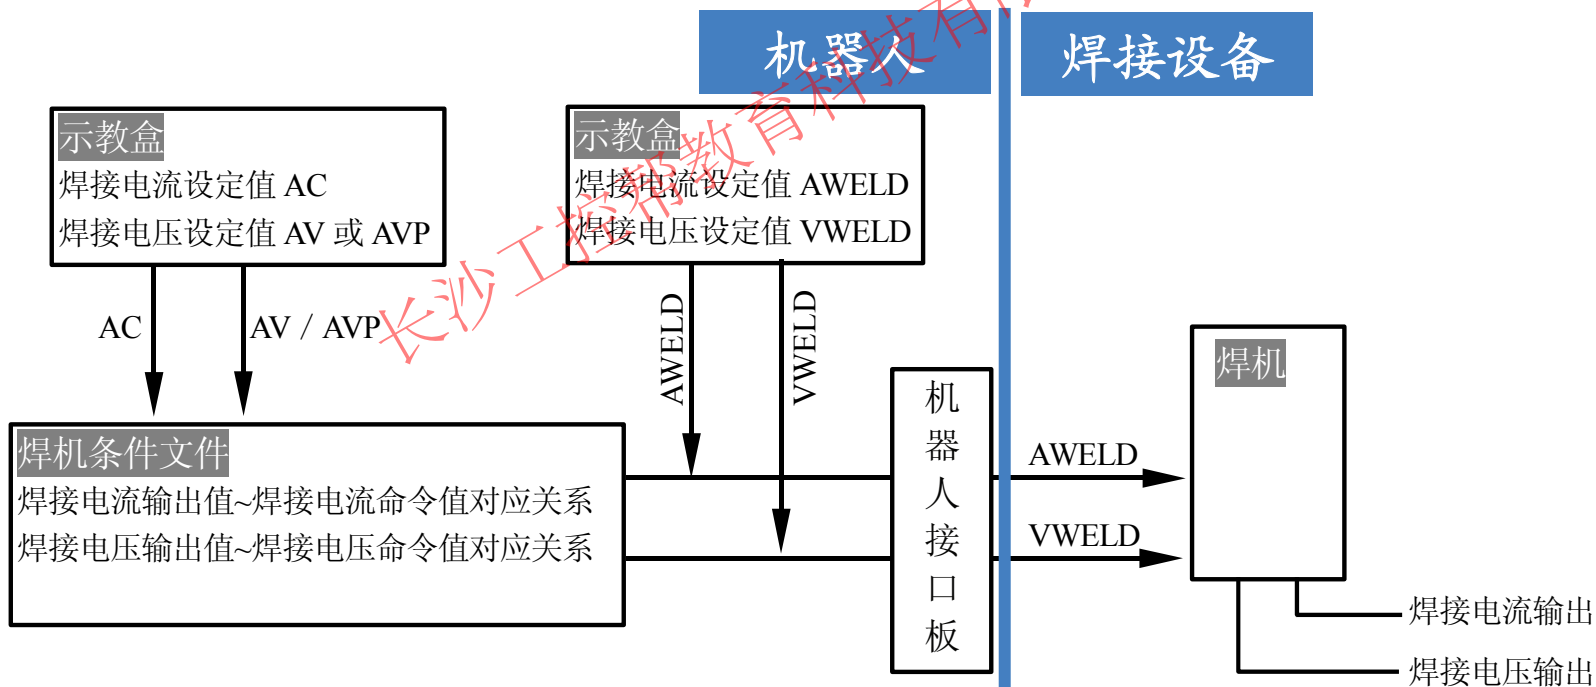 机器人
焊接设备
示教盒
焊接电流设定值 AC
焊接电压设定值 AV 或 AVP
示教盒
焊接电流设定值 AWELD
焊接电压设定值 VWELD
长沙工控帮教育科技有
AC
AV / AVP
AWELD
VWELD
焊机条件文件
焊接电流输出值~焊接电流命令值对应关系
焊接电压输出值~焊接电压命令值对应关系
机器人接口板
AWELD
VWELD
焊机
焊接电流输出
焊接电压输出